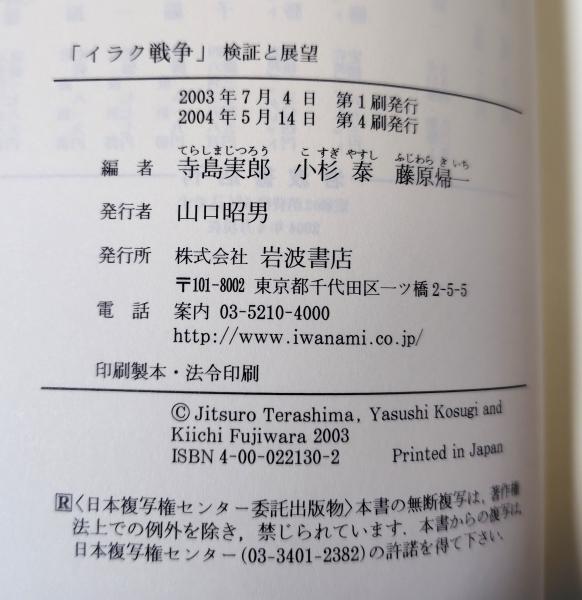 「イラク戦争」 検証と展望
2003年7月4日 第1刷発行
2004年5月14日 第4刷発行
てらしまじつろう こすぎやすし ふじわらきいち
編者 寺島実郎 小杉 泰 藤原帰一
発行者 山口昭男
発行所 株式会社 岩波書店
〒101-8002 東京都千代田区一ツ橋2-5-5
電話 案内 03-5210-4000
http://www.iwanami.co.jp/
印刷製本・法令印刷
© Jitsuro Terashima, Yasushi Kosugi and
Kiichi Fujiwara 2003
ISBN 4-00-022130-2 Printed in Japan
R〈日本複写権センター委託出版物〉本書の無断複写は,著作権
法上での例外を除き,禁じられています.本書からの複写は,
日本複写権センター(03-3401-2382)の許諾を得て下さい.